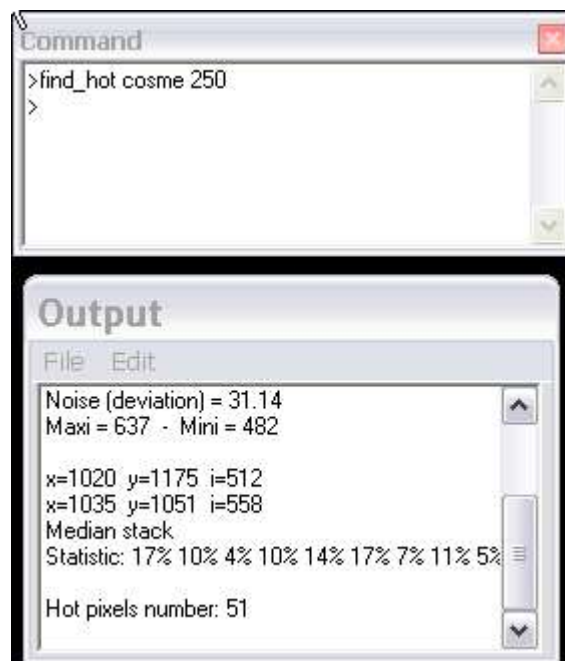 Command
>find_hot cosme 250
>
Output
File Edit
Noise (deviation) = 31.14
Maxi = 637 - Mini = 482
x=1020 y=1175 i=512
x=1035 y=1051 i=558
Median stack
Statistic: 17% 10% 4% 10% 14% 17% 7% 11% 5%
Hot pixels number: 51